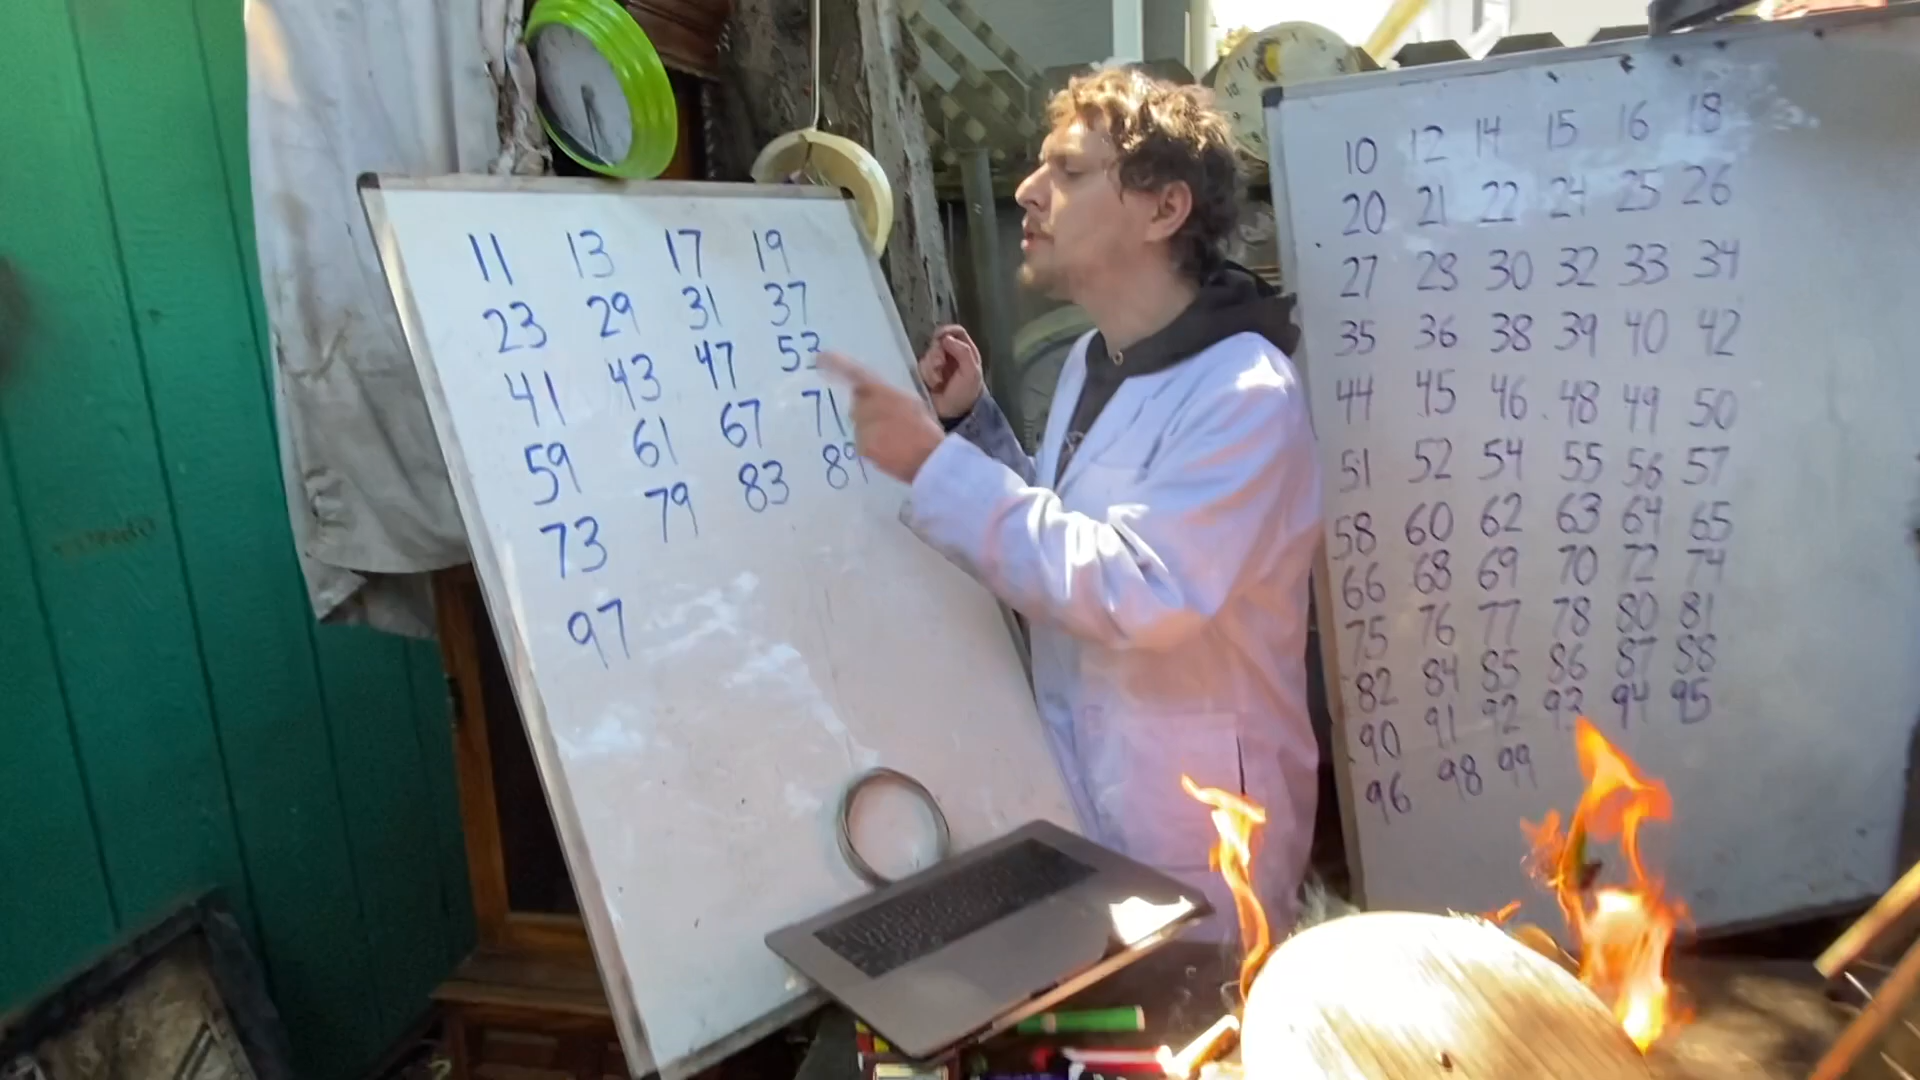 11 13 17 19
23 29 31 37
41 43 47 53
59 61 67 71
73 79 83 89
97
10 12 14 15 16 18
20 21 22 24 25 26
27 28 30 32 33 34
35 36 38 39 40 42
44 45 46 48 49 50
51 52 54 55 56 57
58 60 62 63 64 65
66 68 69 70 72 74
75 76 77 78 80 81
82 84 85 86 87 88
90 91 92 93 94 95
96 98 99